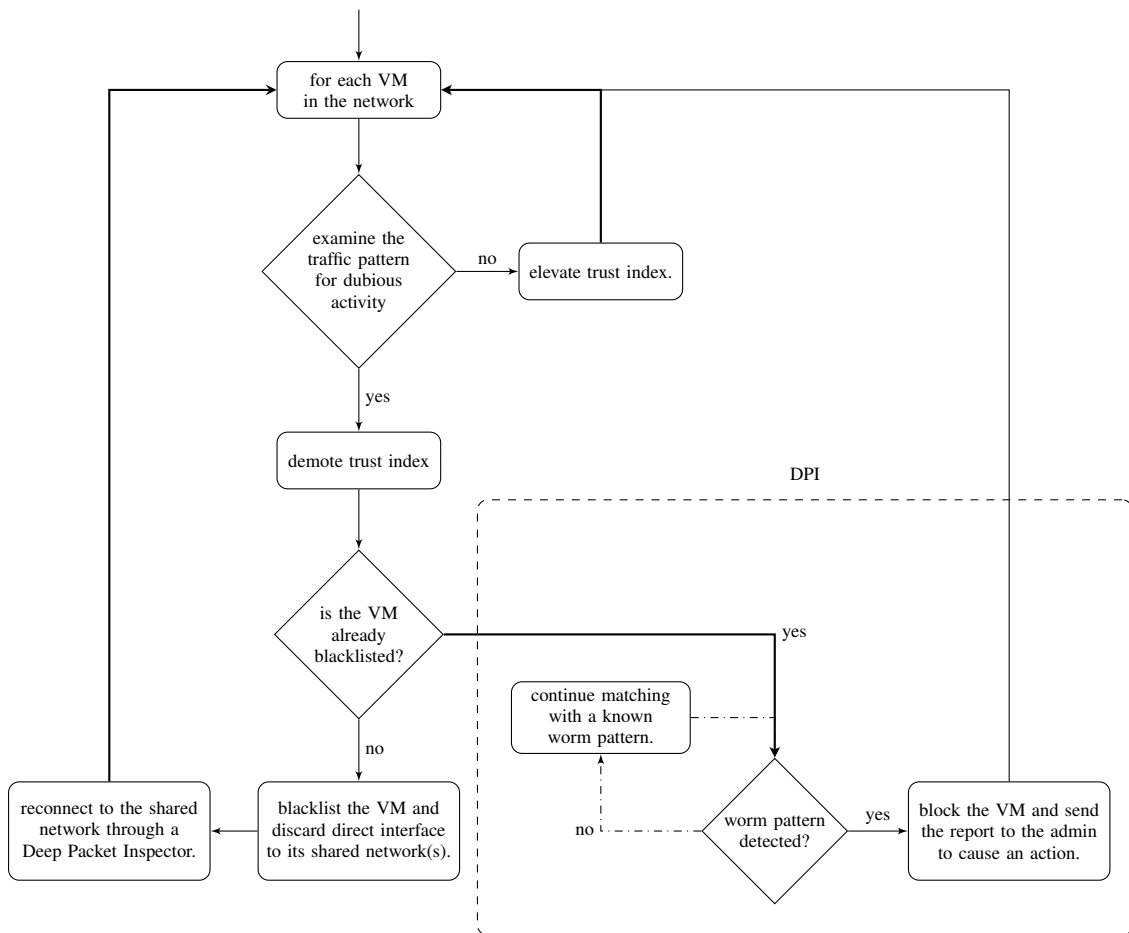 for each VM
in the network
examine the
traffic pattern
for dubious
activity
no
elevate trust index.
yes
demote trust index
DPI
is the VM
already
blacklisted?
yes
continue matching
with a known
worm pattern.
no
reconnect to the shared
network through a
Deep Packet Inspector.
blacklist the VM and
discard direct interface
to its shared network(s).
no
worm pattern
detected?
yes
block the VM and send
the report to the admin
to cause an action.